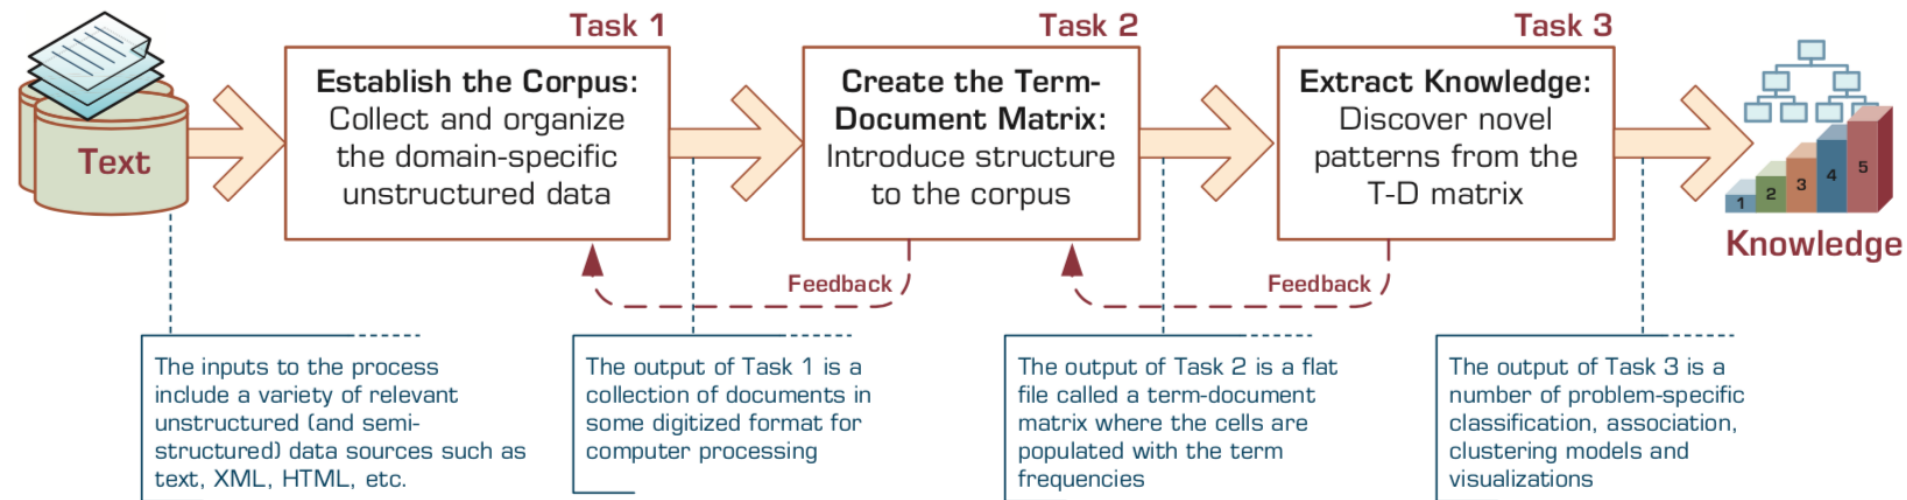 Task 1
Task 2
Task 3
Text
Establish the Corpus:
Collect and organize
the domain-specific
unstructured data
Create the Term-
Document Matrix:
Introduce structure
to the corpus
Extract Knowledge:
Discover novel
patterns from the
T-D matrix
1
2
3
4
5
Knowledge
Feedback
Feedback
The inputs to the process
include a variety of relevant
unstructured (and semi-
structured) data sources such as
text, XML, HTML, etc.
The output of Task 1 is a
collection of documents in
some digitized format for
computer processing
The output of Task 2 is a flat
file called a term-document
matrix where the cells are
populated with the term
frequencies
The output of Task 3 is a
number of problem-specific
classification, association,
clustering models and
visualizations